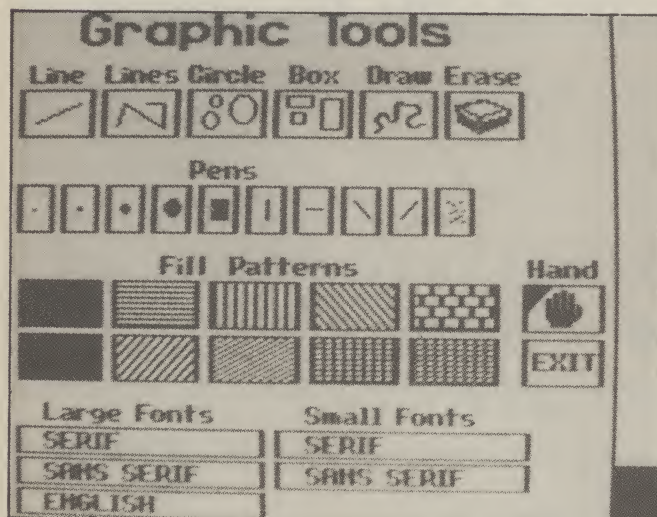 Graphic Tools
Line Lines Circle Box Draw Erase
Pens
Fill Patterns Hand
EXIT
Large Fonts Small Fonts
SERIF SERIF
SANS SERIF SANS SERIF
ENGLISH